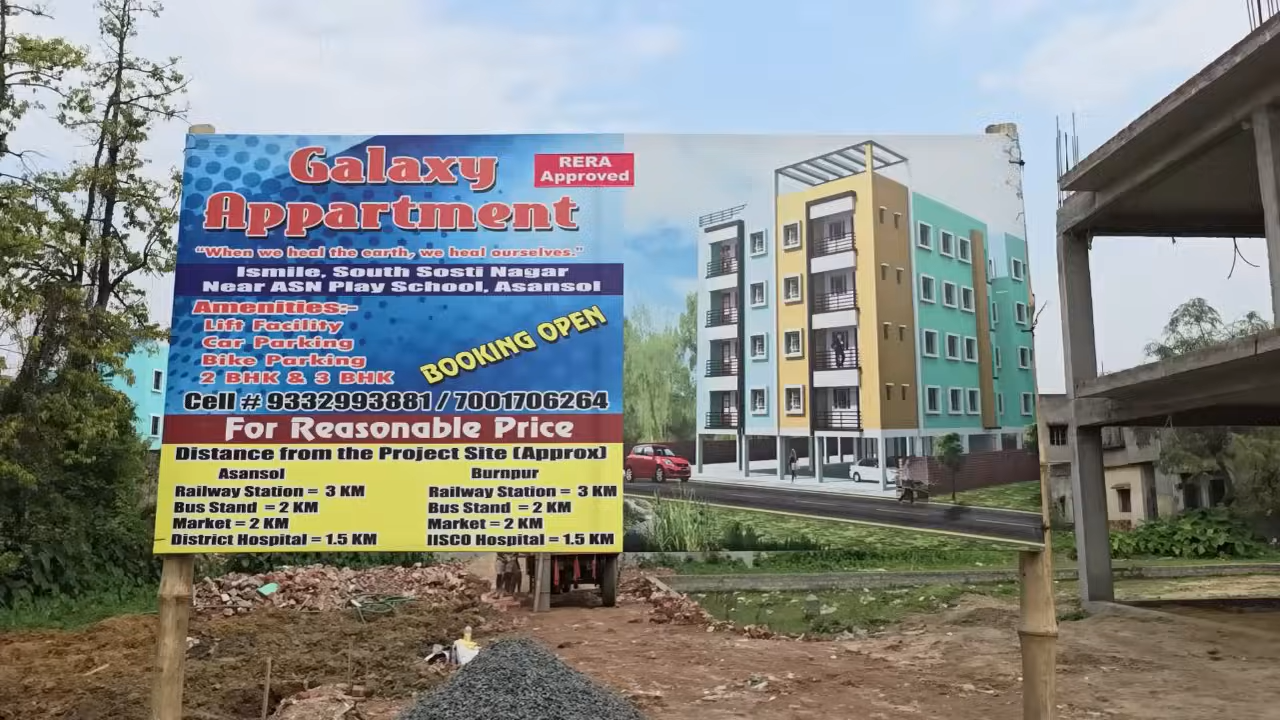 Galaxy
Appartment
RERA
Approved
"When we heal the earth, we heal ourselves."
Ismile, South Sosti Nagar
Near ASN Play School, Asansol
Amenities:-
Lift Facility
Car Parking
Bike Parking
2 BHK & 3 BHK
BOOKING OPEN
Cell # 9332993881 / 7001706264
For Reasonable Price
Distance from the Project Site (Approx)
Asansol
Railway Station = 3 KM
Bus Stand = 2 KM
Market = 2 KM
District Hospital = 1.5 KM
Burnpur
Railway Station = 3 KM
Bus Stand = 2 KM
Market = 2 KM
IISCO Hospital = 1.5 KM